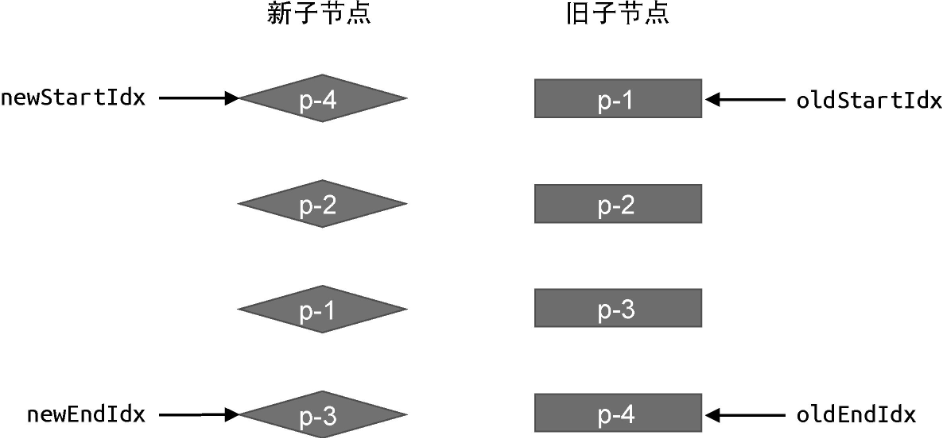 新子节点 旧子节点
newStartIdx p-4 p-1 oldStartIdx
p-2 p-2
p-1 p-3
newEndIdx p-3 p-4 oldEndIdx